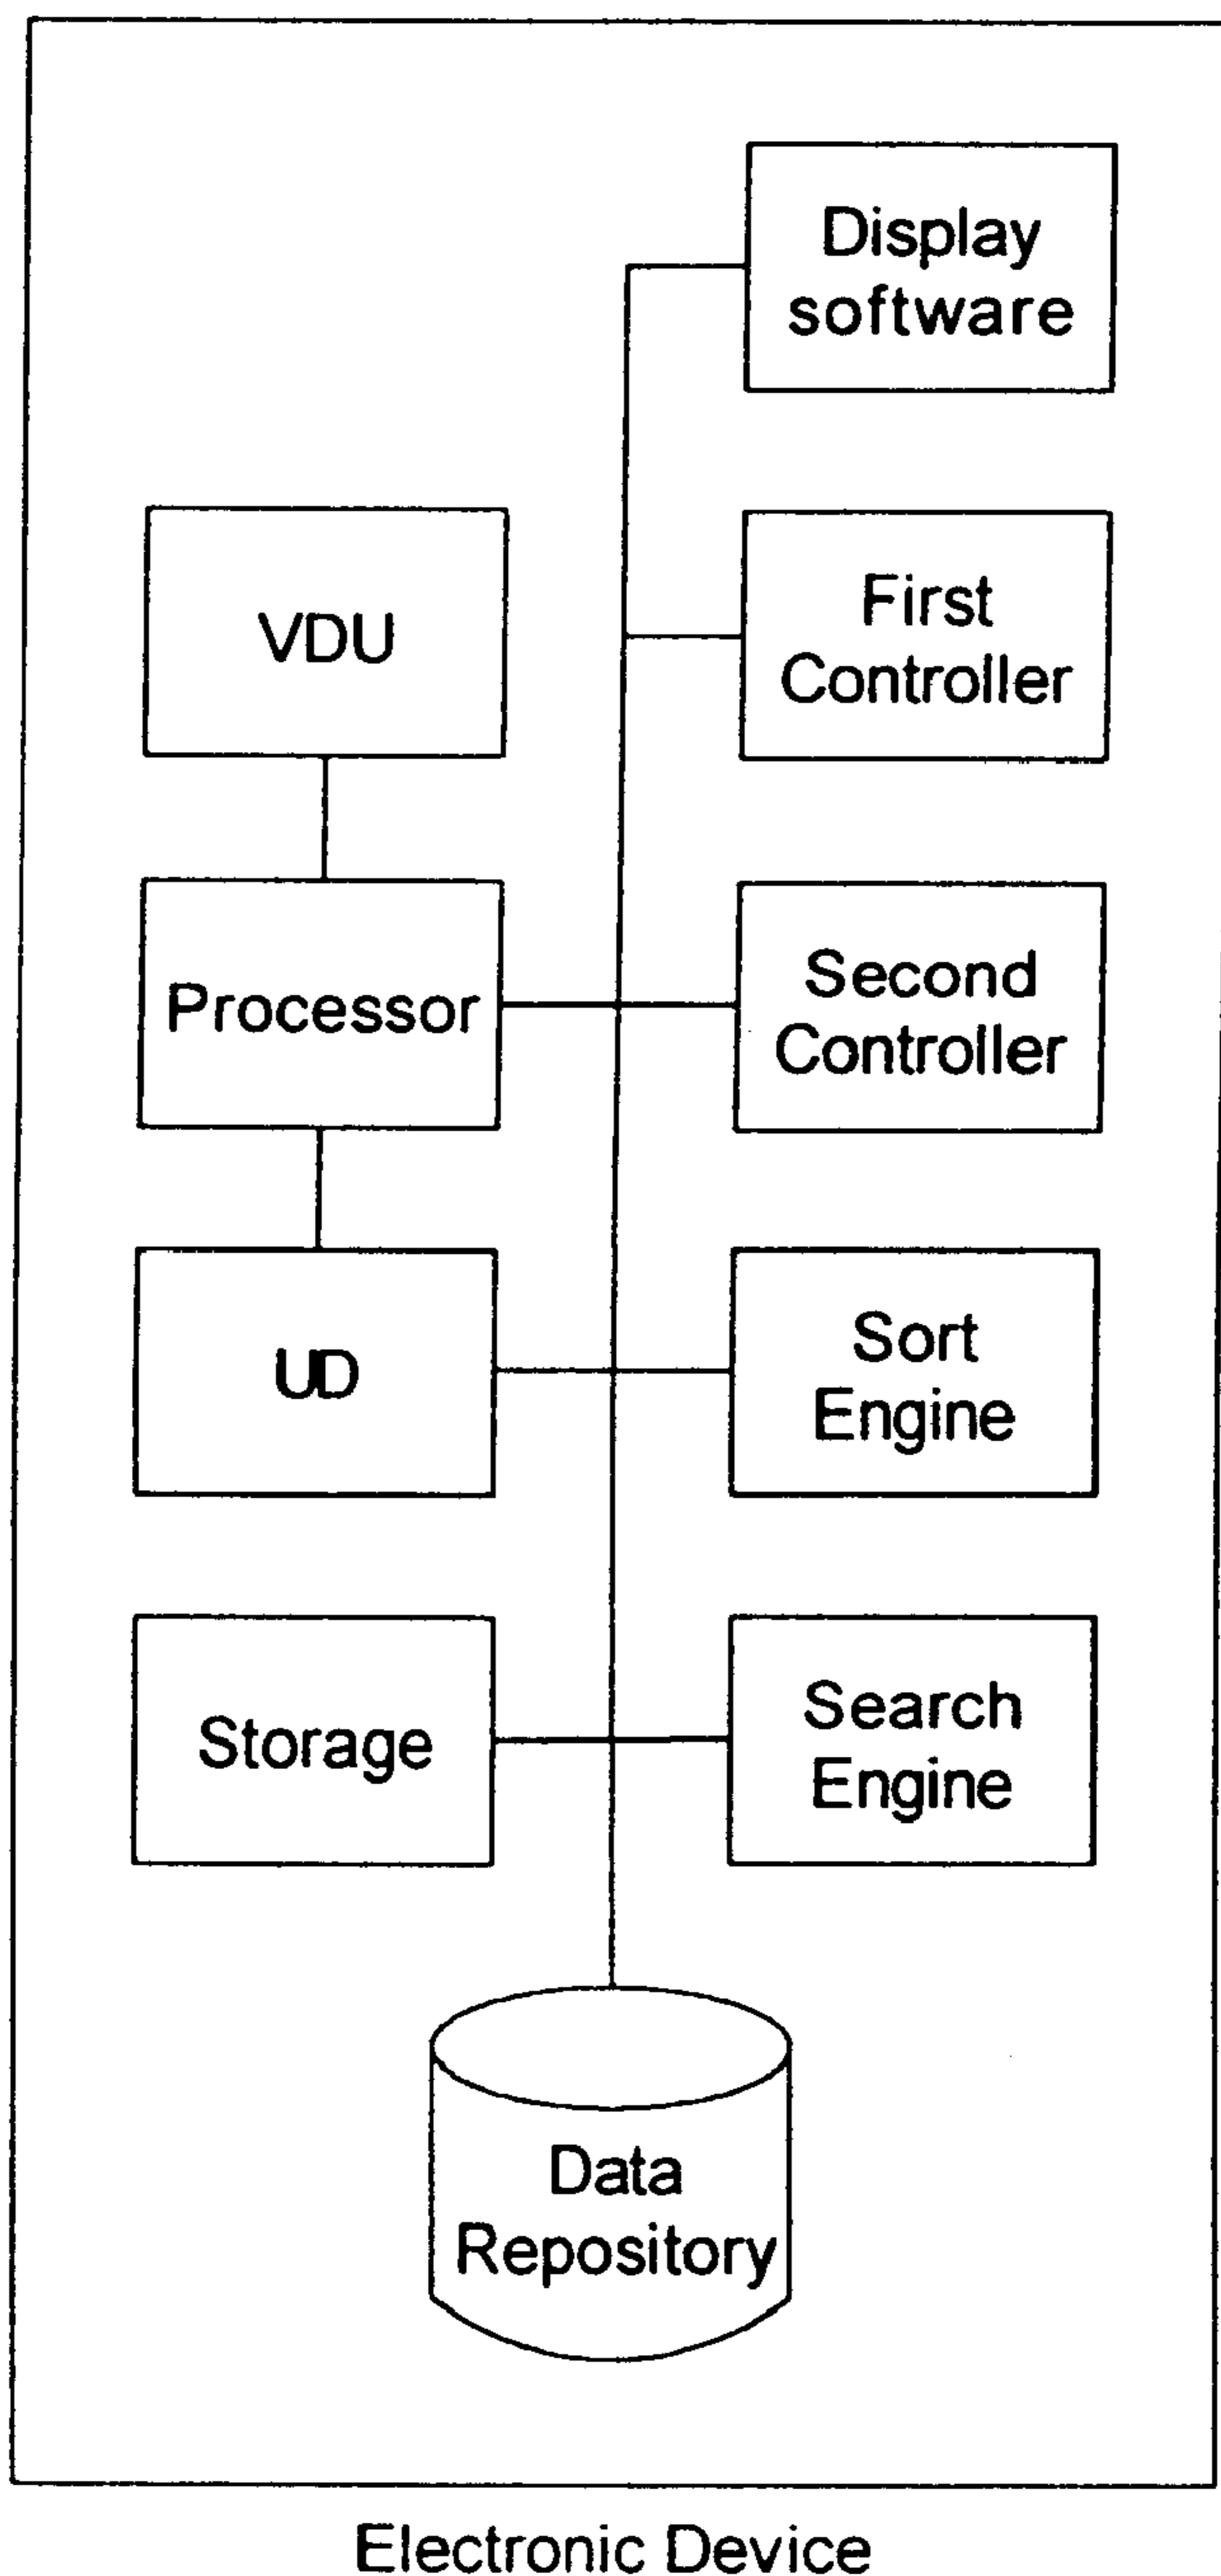 Display
software
VDU
First
Controller
Processor
Second
Controller
UD
Sort
Engine
Storage
Search
Engine
Data
Repository
Electronic Device